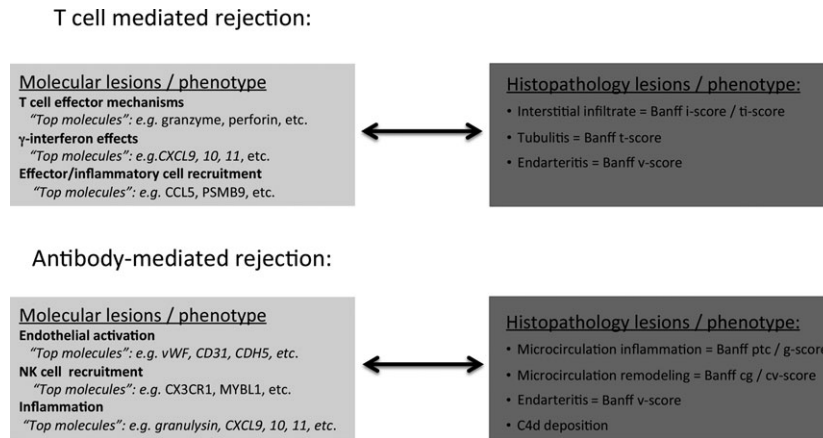 T cell mediated rejection:
Molecular lesions / phenotype
T cell effector mechanisms
“Top molecules”: e.g. granzyme, perforin, etc.
γ-interferon effects
“Top molecules”: e.g.CXCL9, 10, 11, etc.
Effector/inflammatory cell recruitment
“Top molecules”: e.g. CCL5, PSMB9, etc.
Histopathology lesions / phenotype:
• Interstitial infiltrate = Banff i-score / ti-score
• Tubulitis = Banff t-score
• Endarteritis = Banff v-score
Antibody-mediated rejection:
Molecular lesions / phenotype
Endothelial activation
“Top molecules”: e.g. vWF, CD31, CDH5, etc.
NK cell recruitment
“Top molecules”: e.g. CX3CR1, MYBL1, etc.
Inflammation
“Top molecules”: e.g. granulysin, CXCL9, 10, 11, etc.
Histopathology lesions / phenotype:
• Microcirculation inflammation = Banff ptc / g-score
• Microcirculation remodeling = Banff cg / cv-score
• Endarteritis = Banff v-score
• C4d deposition